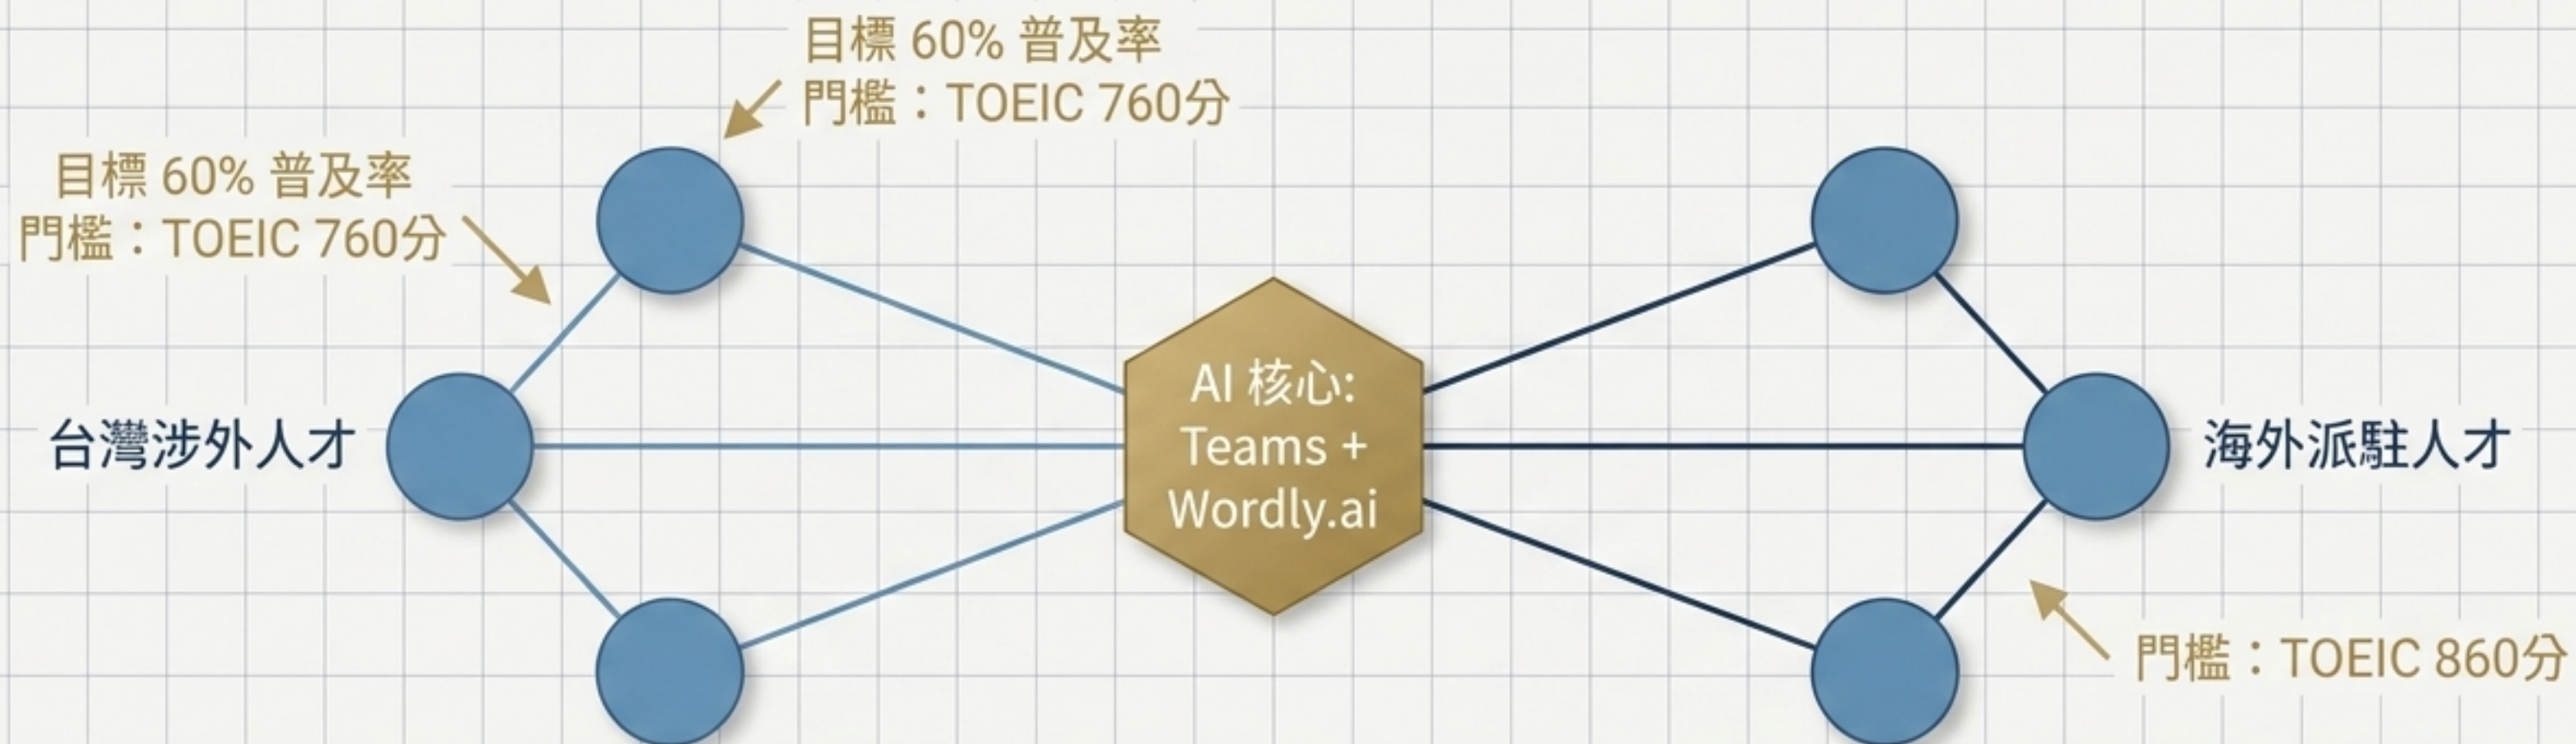 目標 60% 普及率
門檻：TOEIC 760分
目標 60% 普及率
門檻：TOEIC 760分
台灣涉外人才
AI 核心:
Teams +
Wordly.ai
海外派駐人才
門檻：TOEIC 860分